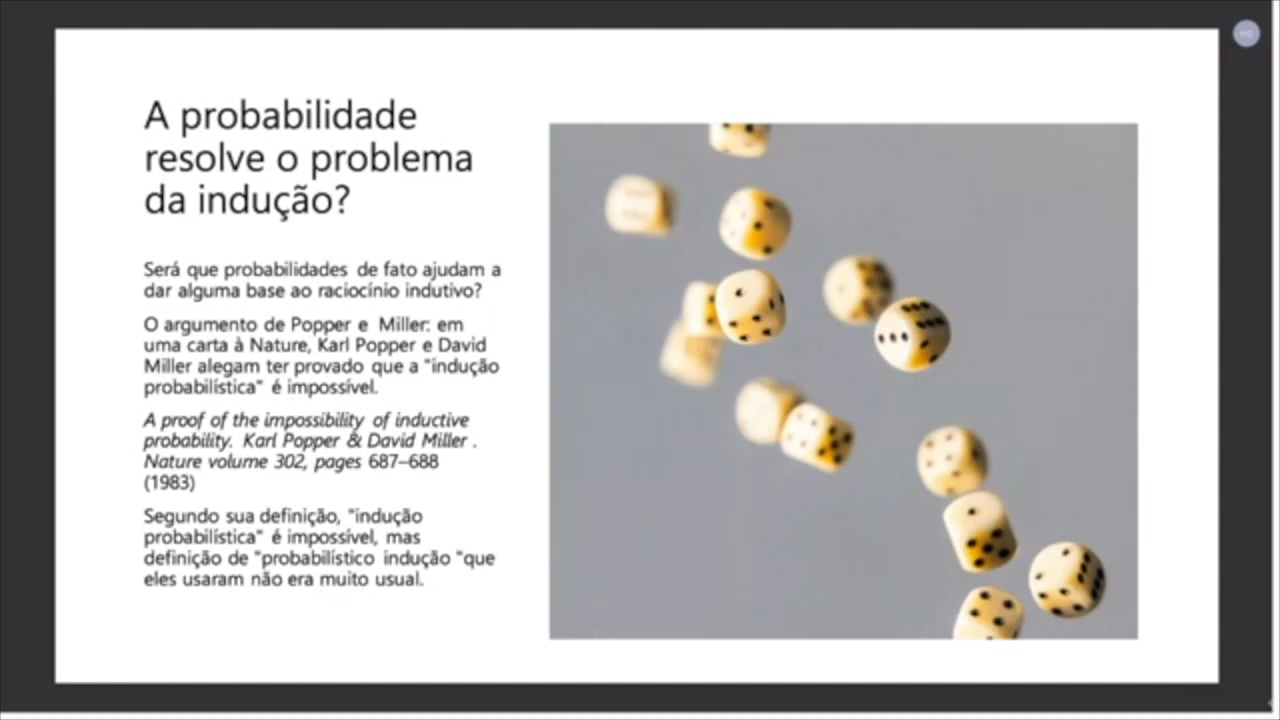 A probabilidade
resolve o problema
da indução?
Será que probabilidades de fato ajudam a
dar alguma base ao raciocínio indutivo?
O argumento de Popper e Miller: em
uma carta à Nature, Karl Popper e David
Miller alegam ter provado que a "indução
probabilística" é impossível.
A proof of the impossibility of inductive
probability. Karl Popper & David Miller .
Nature volume 302, pages 687–688
(1983)
Segundo sua definição, "indução
probabilística" é impossível, mas
definição de "probabilístico indução "que
eles usaram não era muito usual.